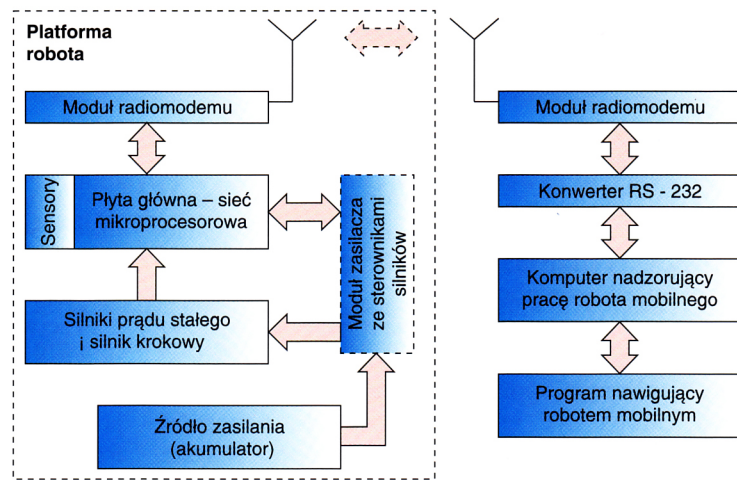 Platforma
robota
Moduł radiomodemu
Sensory
Płyta główna – sieć
mikroprocesorowa
Moduł zasilacza
ze sterownikami
silników
Silniki prądu stałego
i silnik krokowy
Źródło zasilania
(akumulator)
Moduł radiomodemu
Konwerter RS - 232
Komputer nadzorujący
pracę robota mobilnego
Program nawigujący
robotem mobilnym